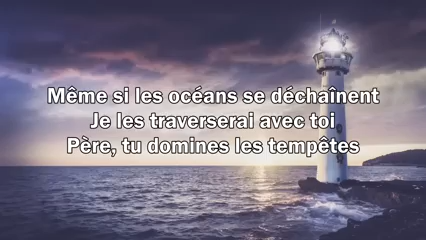 Même si les océans se déchaînent
Je les traverserai avec toi
Père, tu domines les tempêtes